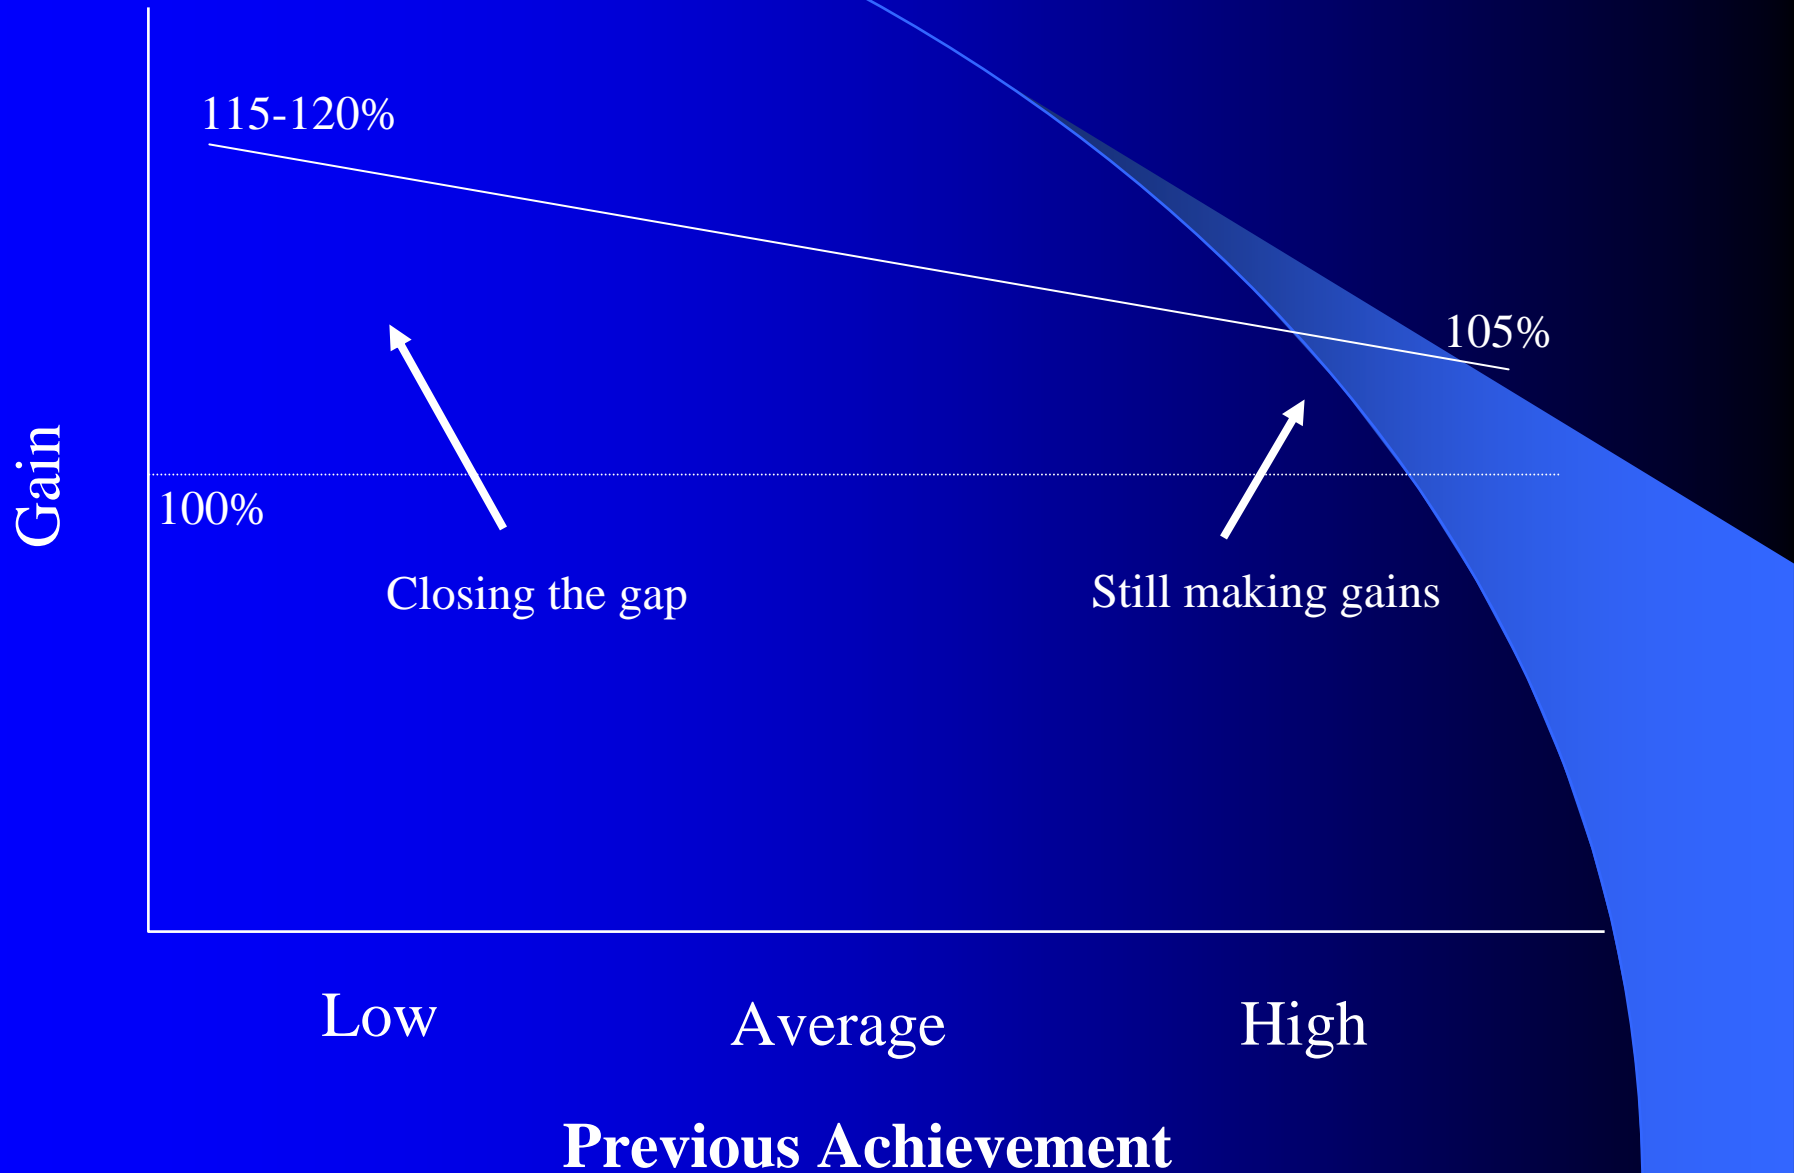 115-120%
105%
Gain
100%
Closing the gap
Still making gains
Low
Average
High
Previous Achievement